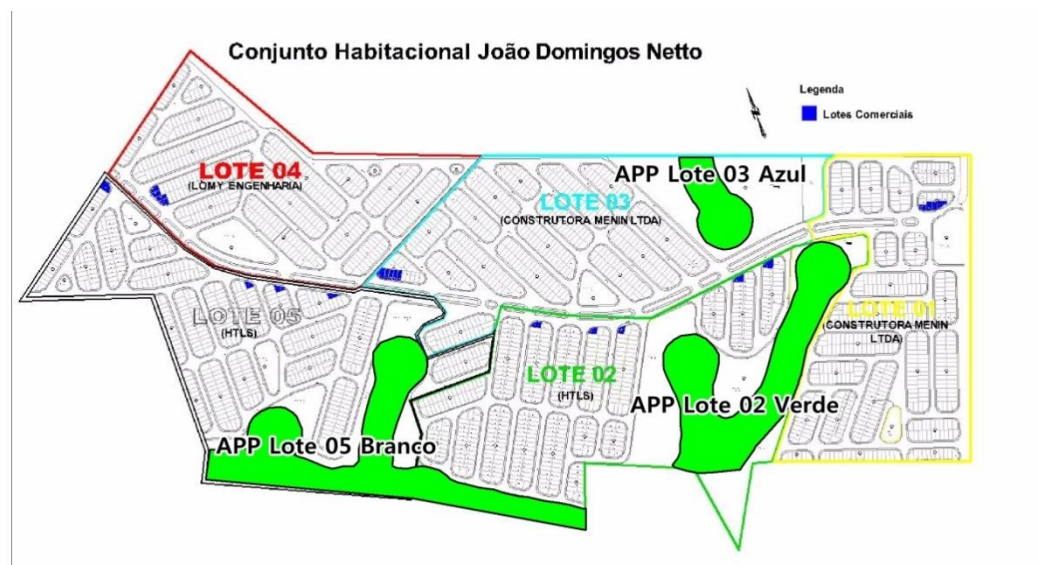 Conjunto Habitacional João Domingos Netto
Legenda
Lotes Comerciais
LOTE 04
(LOMY ENGENHARIA)
APP Lote 03 Azul
LOTE 03
(CONSTRUTORA MENIN LTDA)
LOTE 05
(HTLS)
LOTE 01
(CONSTRUTORA MENIN
LTDA)
LOTE 02
(HTLS)
APP Lote 02 Verde
APP Lote 05 Branco